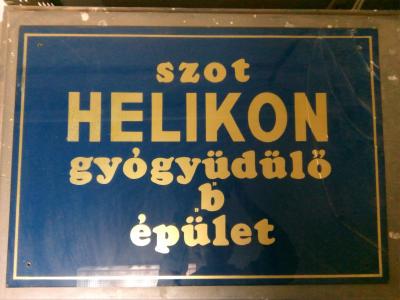 szot
HELIKON
gyógyüdülő
"b"
épület